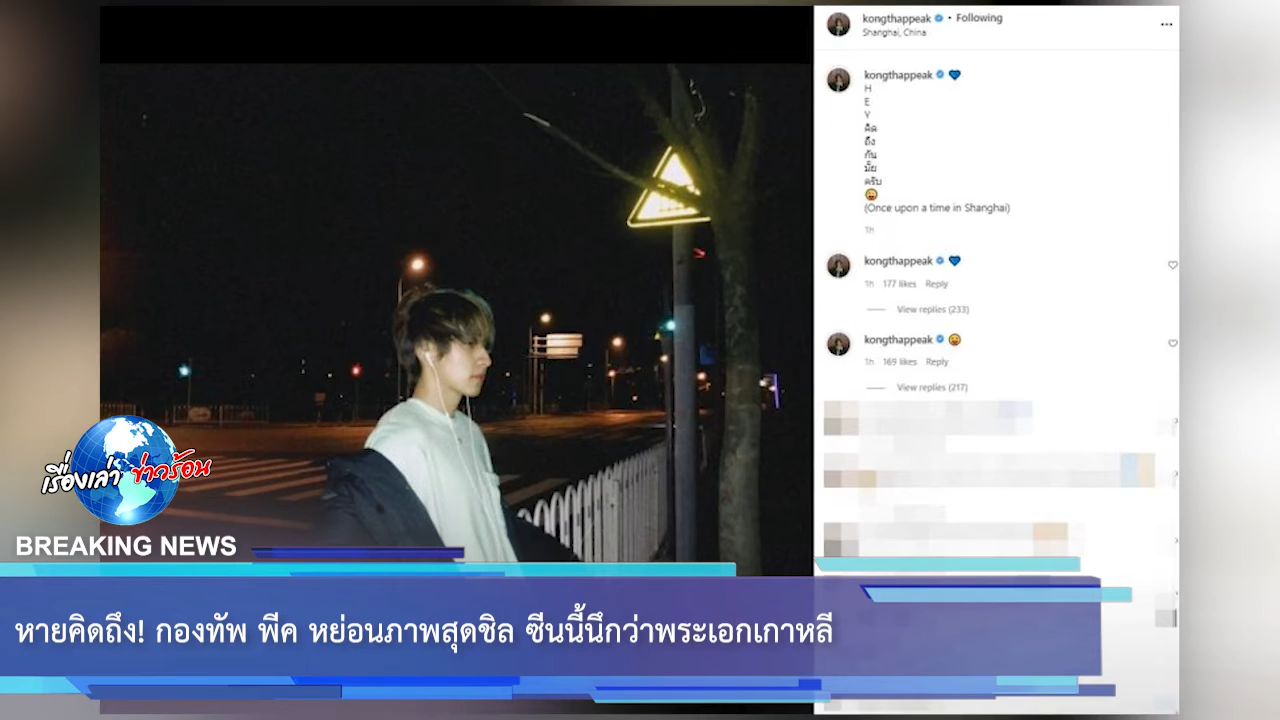 kongthappeak • Following
Shanghai, China
kongthappeak
H
E
Y
คิด
ถึง
กัน
มั้ย
ครับ
(Once upon a time in Shanghai)
1h
kongthappeak
1h 177 likes Reply
View replies (233)
kongthappeak
1h 169 likes Reply
View replies (217)
เรื่องเล่า ข่าวร้อน
BREAKING NEWS
หายคิดถึง! กองทัพ พีค หย่อนภาพสุดชิล ซีนนี้นึกว่าพระเอกเกาหลี